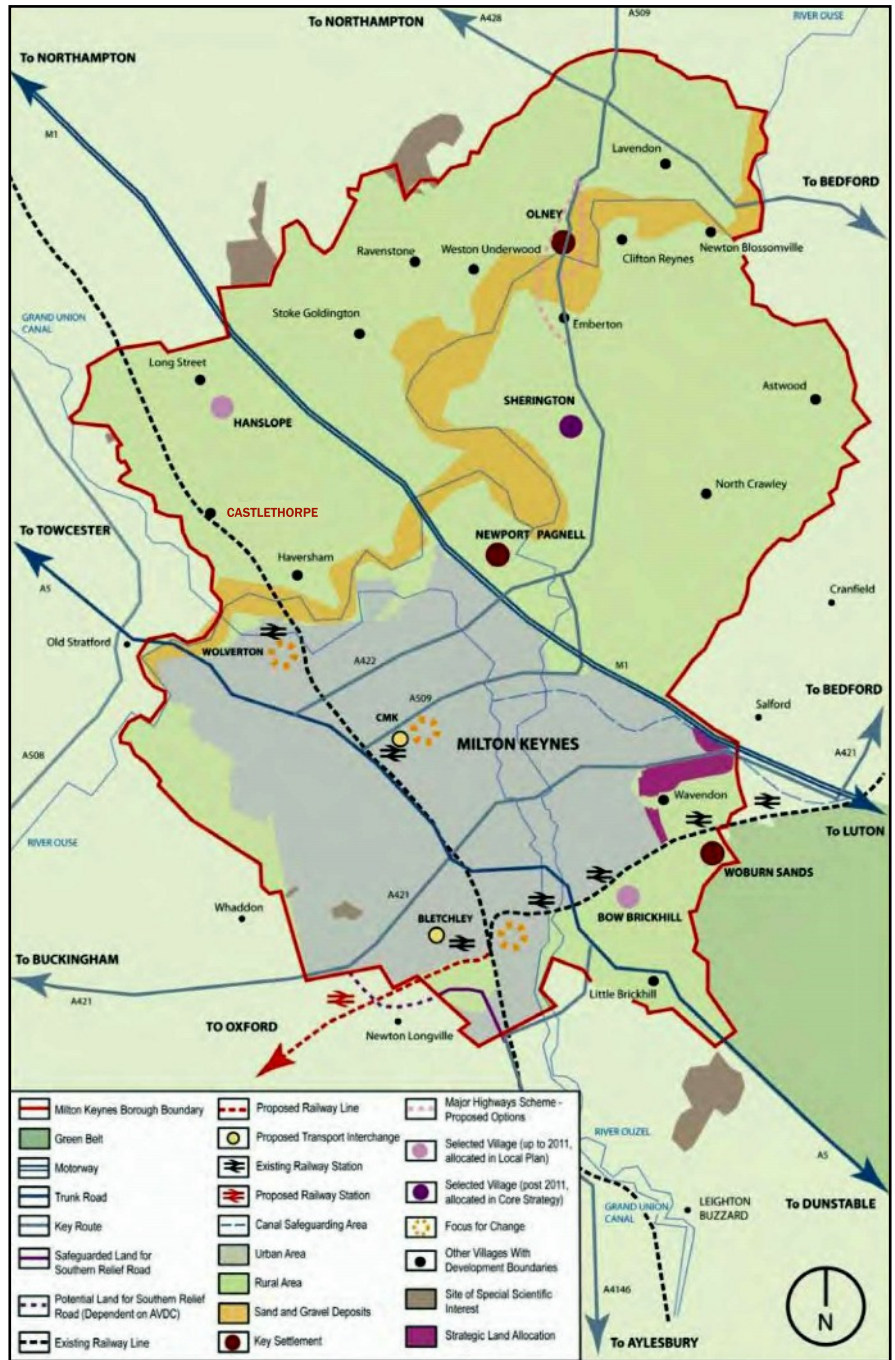 To NORTHAMPTON
A428
A509
RIVER OUSE
To NORTHAMPTON
M1
Lavendon
To BEDFORD
OLNEY
Ravenstone
Weston Underwood
Clifton Reynes
Newton Blossomville
GRAND UNION
CANAL
Stoke Goldington
Emberton
Long Street
Astwood
SHERINGTON
HANSLOPE
North Crawley
CASTLETHORPE
To TOWCESTER
NEWPORT PAGNELL
Haversham
A5
Cranfield
Old Stratford
WOLVERTON
A422
M1
To BEDFORD
A509
Salford
CMK
MILTON KEYNES
A421
A508
Wavendon
To LUTON
RIVER OUSE
WOBURN SANDS
A421
Whaddon
BLETCHLEY
BOW BRICKHILL
To BUCKINGHAM
Little Brickhill
A421
TO OXFORD
Newton Longville
Milton Keynes Borough Boundary
Green Belt
Motorway
Trunk Road
Key Route
Safeguarded Land for
Southern Relief Road
Potential Land for Southern Relief
Road (Dependent on AVDC)
Existing Railway Line
Proposed Railway Line
Proposed Transport Interchange
Existing Railway Station
Proposed Railway Station
Canal Safeguarding Area
Urban Area
Rural Area
Sand and Gravel Deposits
Key Settlement
Major Highways Scheme -
Proposed Options
Selected Village (up to 2011,
allocated in Local Plan)
Selected Village (post 2011,
allocated in Core Strategy)
Focus for Change
Other Villages With
Development Boundaries
Site of Special Scientific
Interest
Strategic Land Allocation
RIVER OUZEL
A5
GRAND UNION
CANAL
LEIGHTON
BUZZARD
To DUNSTABLE
A4146
To AYLESBURY
N